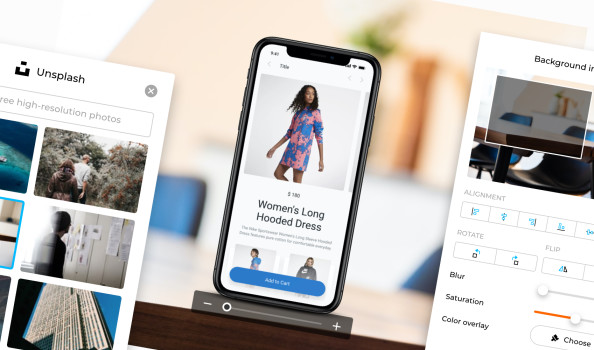 Unsplash
ree high-resolution photos
Title
$ 180
Women's Long
Hooded Dress
The Nike Sportswear Women's Long Sleeve Hooded
Dress features pure cotton for comfortable everyday
Add to Cart
Background in
ALIGNMENT
ROTATE
FLIP
Blur
Saturation
Color overlay
Choose